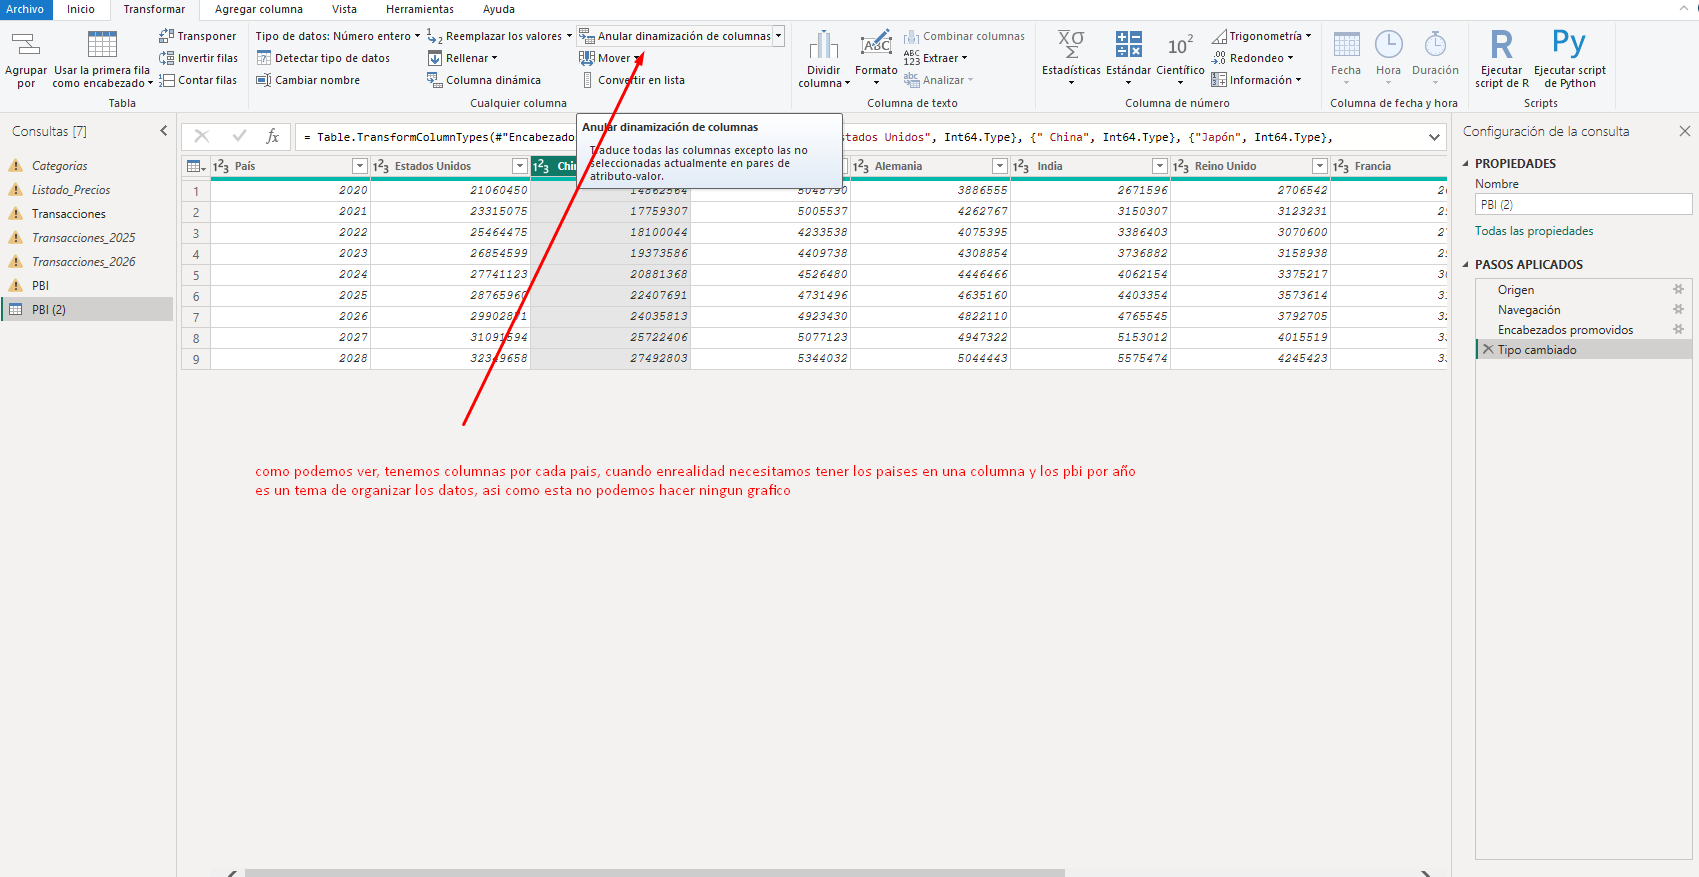 Archivo Inicio Transformar Agregar columna Vista Herramientas Ayuda
Agrupar por
Usar la primera fila como encabezado
Transponer
Invertir filas
Contar filas
Tabla
Tipo de datos: Número entero
Detectar tipo de datos
Cambiar nombre
Reemplazar los valores
Rellenar
Columna dinámica
Anular dinamización de columnas
Mover
Convertir en lista
Cualquier columna
Dividir columna
Formato
Combinar columnas
Extraer
Analizar
Columna de texto
Estadísticas
Estándar
Científico
Trigonometría
Redondeo
Información
Columna de número
Fecha
Hora
Duración
Columna de fecha y hora
Ejecutar script de R
Ejecutar script de Python
Scripts
Consultas [7]
Categorias
Listado_Precios
Transacciones
Transacciones_2025
Transacciones_2026
PBI
PBI (2)
= Table.TransformColumnTypes(#"Encabezado stados Unidos", Int64.Type}, {" China", Int64.Type}, {"Japón", Int64.Type},
Anular dinamización de columnas
Traduce todas las columnas excepto las no
seleccionadas actualmente en pares de
atributo-valor.
País Estados Unidos Chi Alemania India Reino Unido Francia
1 2020 21060450 14862564 5048790 3886555 2671596 2706542
2 2021 23315075 17759307 5005537 4262767 3150307 3123231
3 2022 25464475 18100044 4233538 4075395 3386403 3070600
4 2023 26854599 19373586 4409738 4308854 3736882 3158938
5 2024 27741123 20881368 4526480 4446466 4062154 3375217
6 2025 28765960 22407691 4731496 4635160 4403354 3573614
7 2026 24035813 4923430 4822110 4765545 3792705
8 2027 31091594 25722406 5077123 4947322 5153012 4015519
9 2028 27492803 5344032 5044443 5575474 4245423
como podemos ver, tenemos columnas por cada pais, cuando enrealidad necesitamos tener los paises en una columna y los pbi por año
es un tema de organizar los datos, asi como esta no podemos hacer ningun grafico
Configuración de la consulta
PROPIEDADES
Nombre
PBI (2)
Todas las propiedades
PASOS APLICADOS
Origen
Navegación
Encabezados promovidos
Tipo cambiado